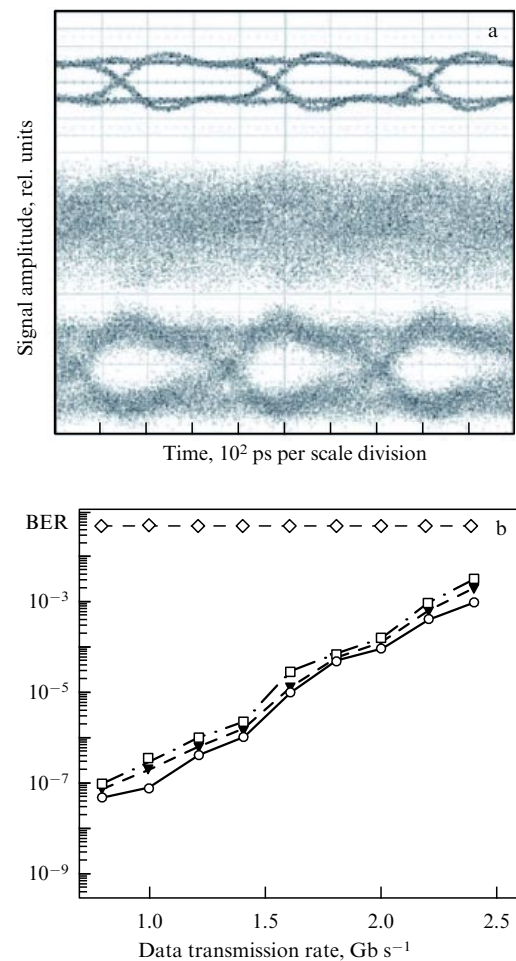 a
Signal amplitude, rel. units
Time, 10² ps per scale division
BER
b
10⁻³
10⁻⁵
10⁻⁷
10⁻⁹
1.0 1.5 2.0 2.5
Data transmission rate, Gb s⁻¹